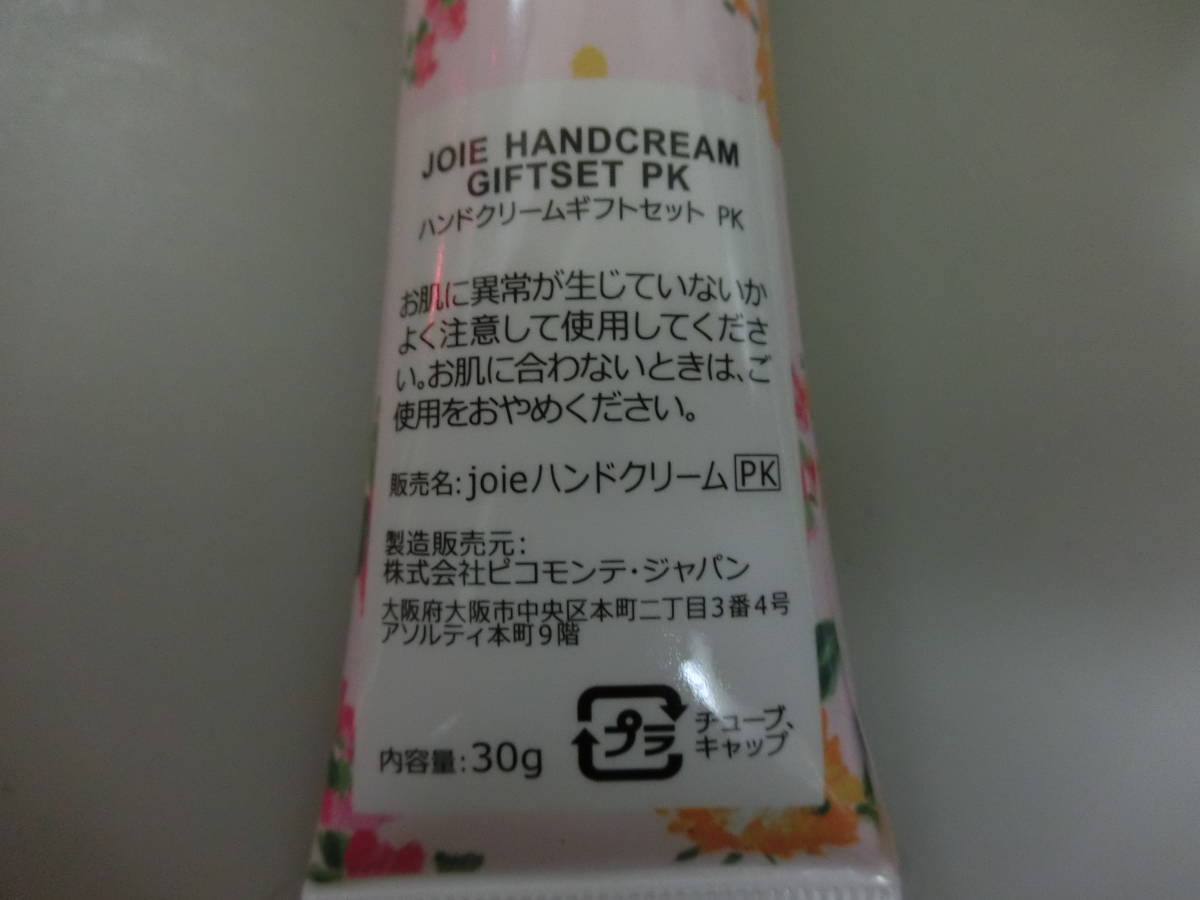 JOIE HANDCREAM
GIFTSET PK
ハンドクリームギフトセット PK
お肌に異常が生じていないか
よく注意して使用してくださ
い。お肌に合わないときは、ご
使用をおやめください。
販売名:joieハンドクリームPK
製造販売元:
株式会社ピコモンテ・ジャパン
大阪府大阪市中央区本町二丁目3番4号
アソルティ本町9階
内容量:30g
プラ
チューブ、
キャップ